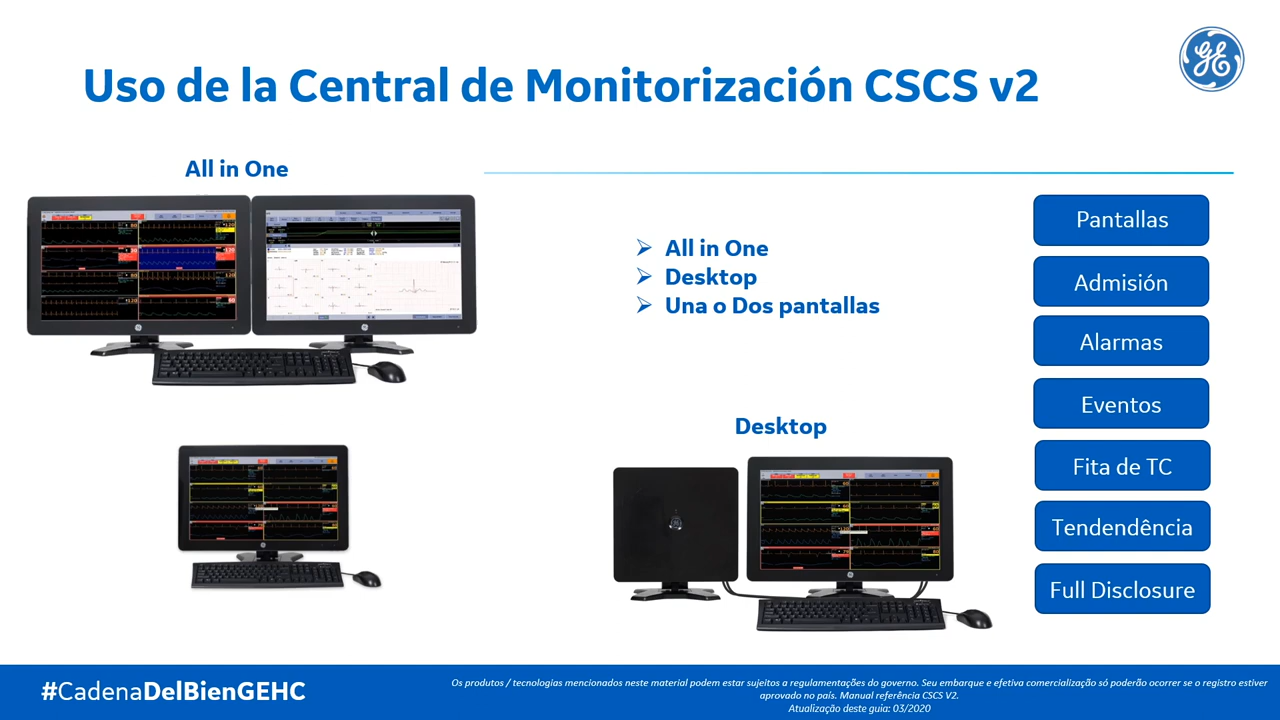 Uso de la Central de Monitorización CSCS v2
All in One
All in One
Desktop
Una o Dos pantallas
Desktop
Pantallas
Admisión
Alarmas
Eventos
Fita de TC
Tendendência
Full Disclosure
#CadenaDelBienGEHC
Os produtos / tecnologias mencionados neste material podem estar sujeitos a regulamentações do governo. Seu embarque e efetiva comercialização só poderão ocorrer se o registro estiver
aprovado no país. Manual referência CSCS V2.
Atualização deste guia: 03/2020